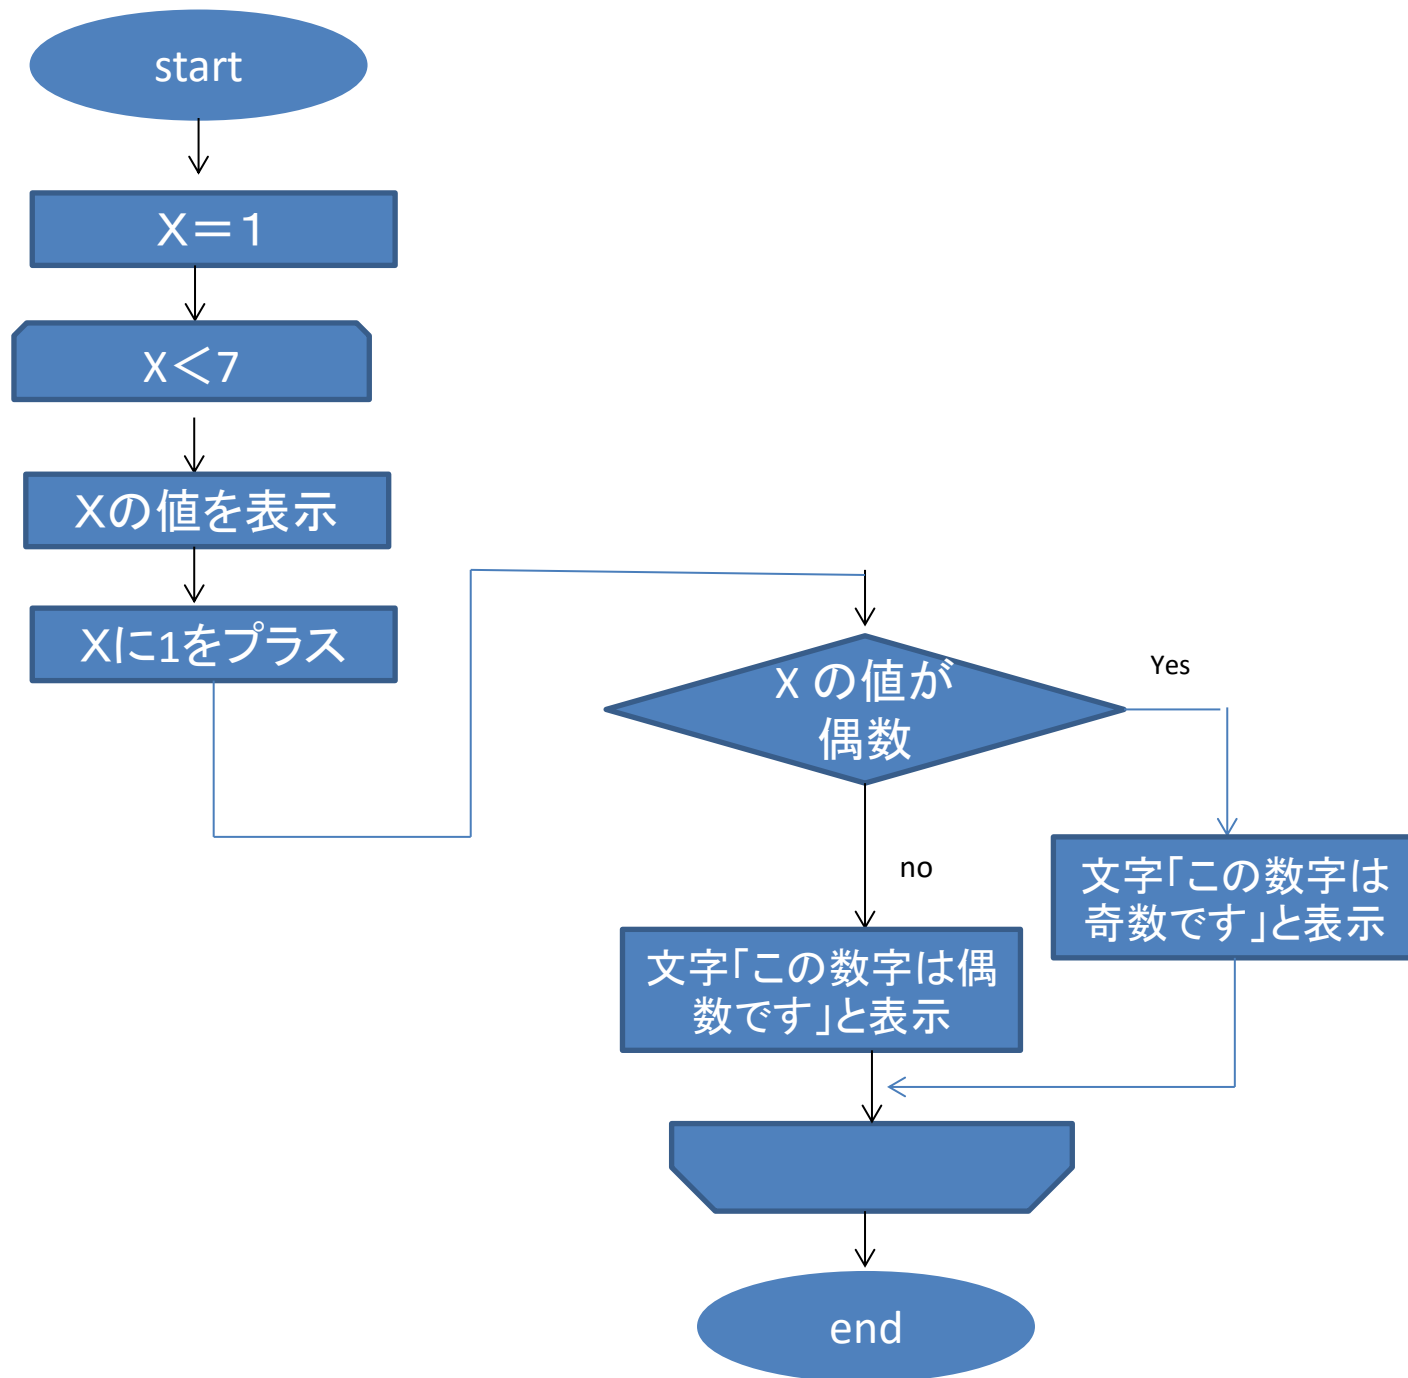 start
X＝1
X＜7
Xの値を表示
Xに1をプラス
X の値が
偶数
Yes
no
文字「この数字は
奇数です」と表示
文字「この数字は偶
数です」と表示
end